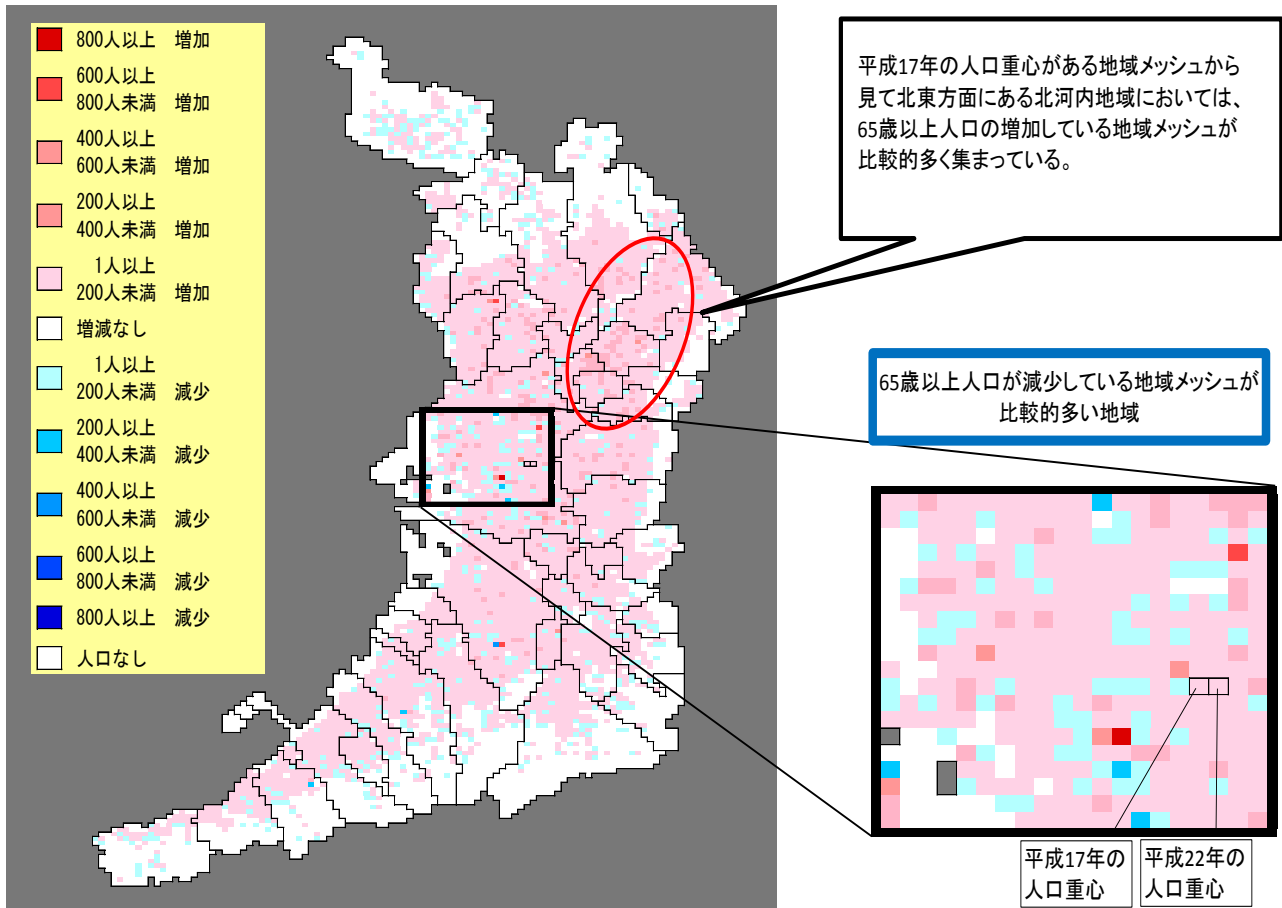 800人以上　増加
600人以上
800人未満　増加
400人以上
600人未満　増加
200人以上
400人未満　増加
1人以上
200人未満　増加
増減なし
1人以上
200人未満　減少
200人以上
400人未満　減少
400人以上
600人未満　減少
600人以上
800人未満　減少
800人以上　減少
人口なし
平成17年の人口重心がある地域メッシュから
見て北東方面にある北河内地域においては、
65歳以上人口の増加している地域メッシュが
比較的多く集まっている。
65歳以上人口が減少している地域メッシュが
比較的多い地域
平成17年の
人口重心
平成22年の
人口重心